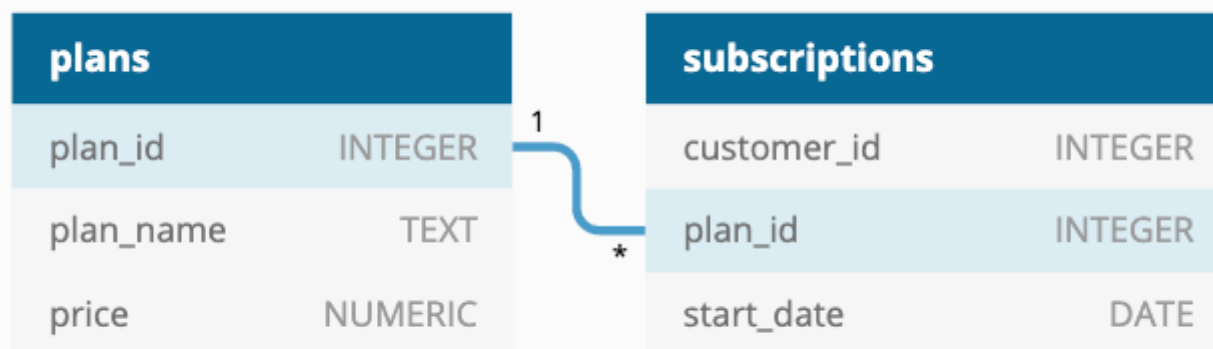 plans
plan_id INTEGER
plan_name TEXT
price NUMERIC
1
*
subscriptions
customer_id INTEGER
plan_id INTEGER
start_date DATE